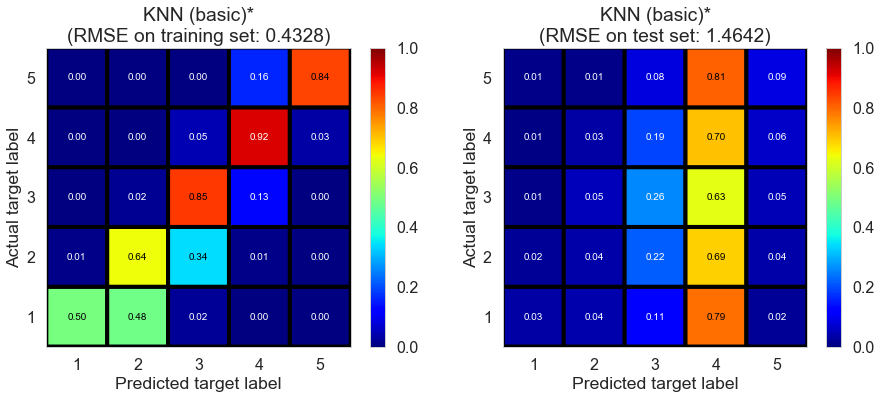 KNN (basic)*
(RMSE on training set: 0.4328)
Actual target label
5
0.00 0.00 0.00 0.16 0.84
4
0.00 0.00 0.05 0.92 0.03
3
0.00 0.02 0.85 0.13 0.00
2
0.01 0.64 0.34 0.01 0.00
1
0.50 0.48 0.02 0.00 0.00
1 2 3 4 5
Predicted target label
1.0
0.8
0.6
0.4
0.2
0.0
KNN (basic)*
(RMSE on test set: 1.4642)
Actual target label
5
0.01 0.01 0.08 0.81 0.09
4
0.01 0.03 0.19 0.70 0.06
3
0.01 0.05 0.26 0.63 0.05
2
0.02 0.04 0.22 0.69 0.04
1
0.03 0.04 0.11 0.79 0.02
1 2 3 4 5
Predicted target label
1.0
0.8
0.6
0.4
0.2
0.0